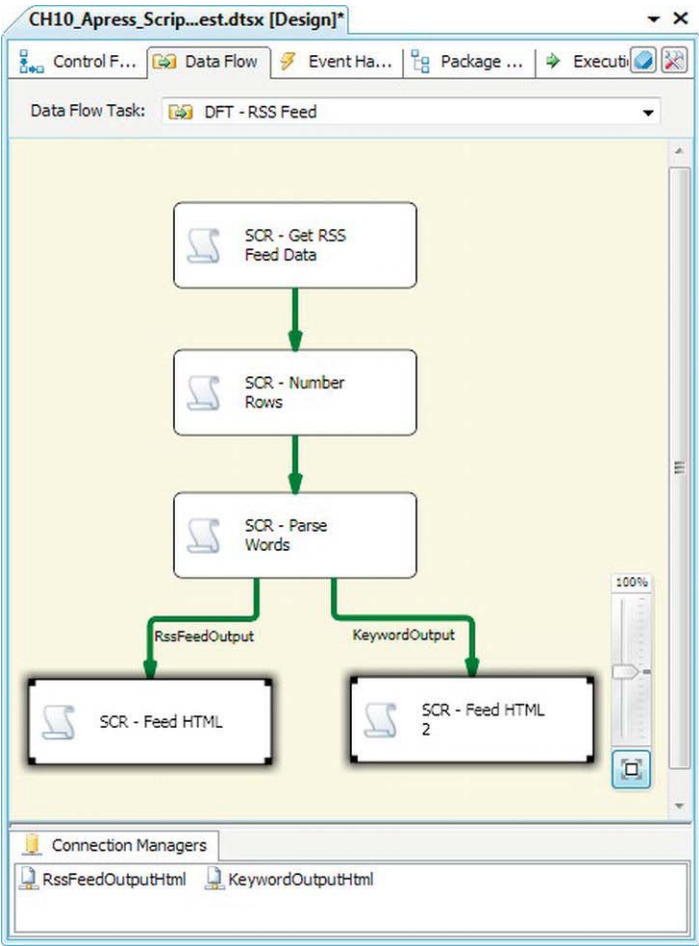 CH10_Apress_Scrip...est.dtsx [Design]*
Control F...
Data Flow
Event Ha...
Package ...
Executi
Data Flow Task:
DFT - RSS Feed
SCR - Get RSS
Feed Data
SCR - Number
Rows
SCR - Parse
Words
RssFeedOutput
KeywordOutput
SCR - Feed HTML
SCR - Feed HTML
2
100%
Connection Managers
RssFeedOutputHtml
KeywordOutputHtml